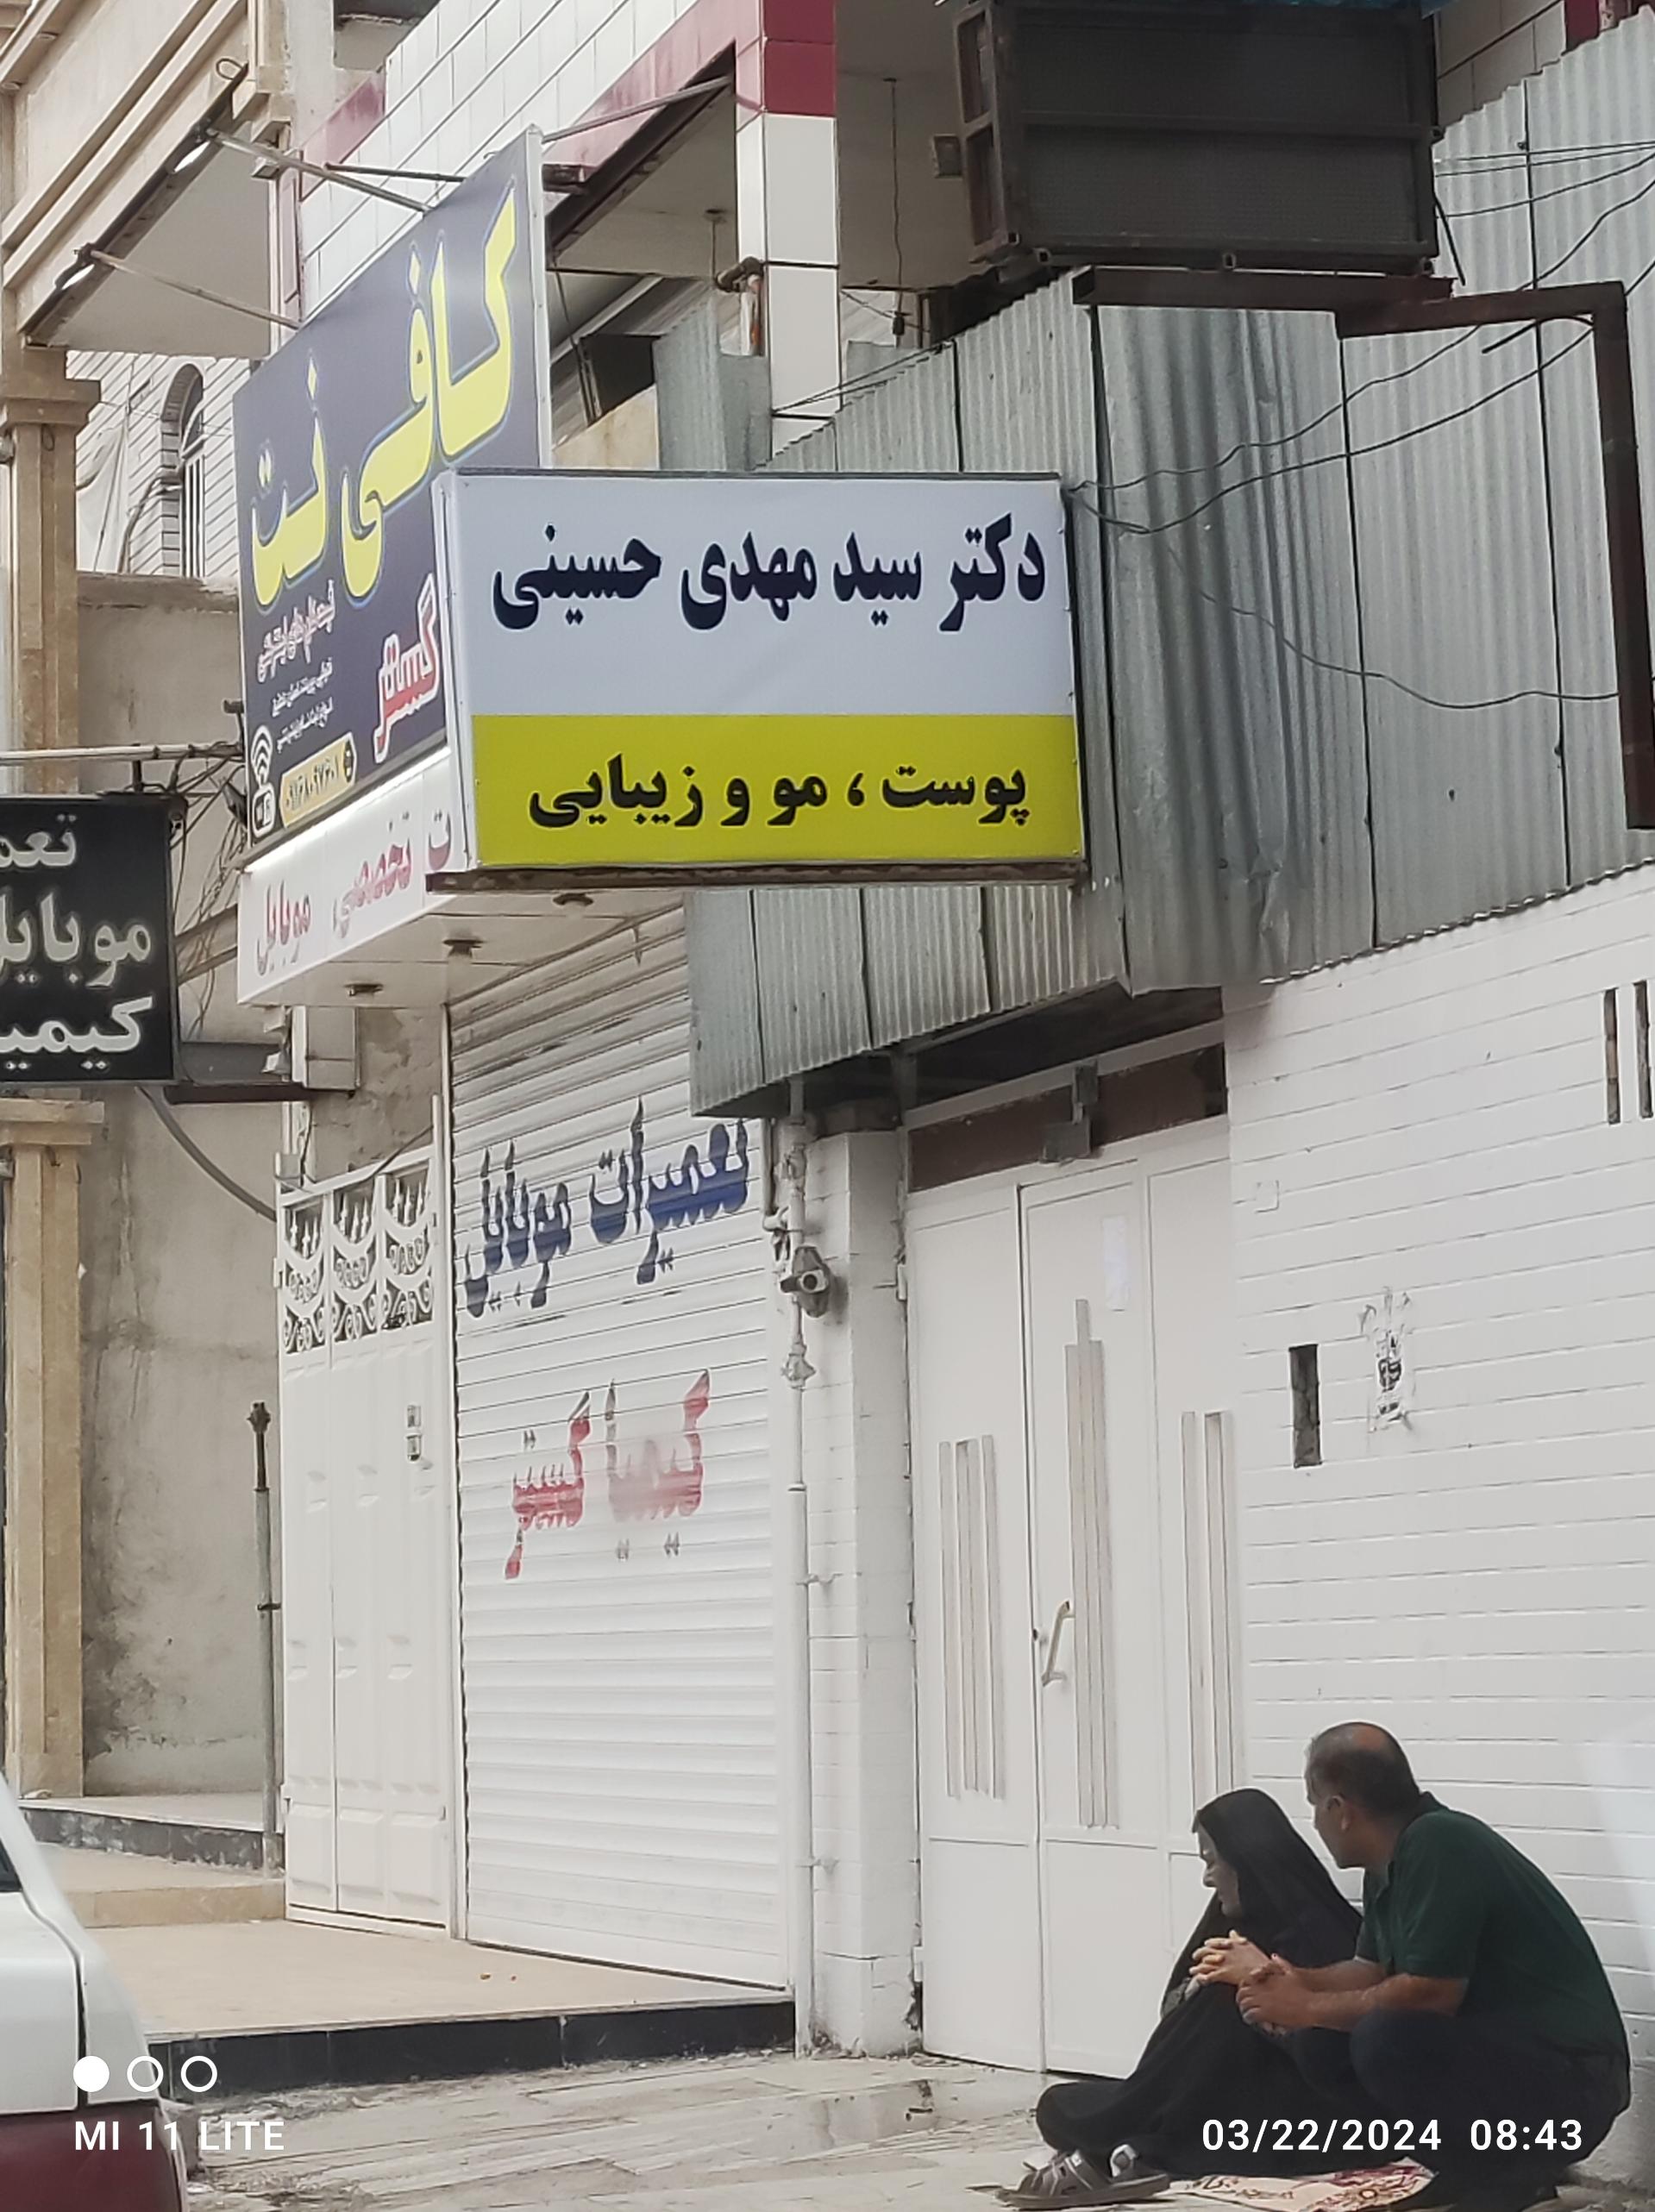 کافی نت
گستر
دکتر سید مهدی حسینی
پوست ، مو و زیبایی
ت تخصصی موبایل
تعم
موبایل
کیمی
تعمیرات موبایل
کیمیا گستر
MI 11 LITE
03/22/2024 08:43